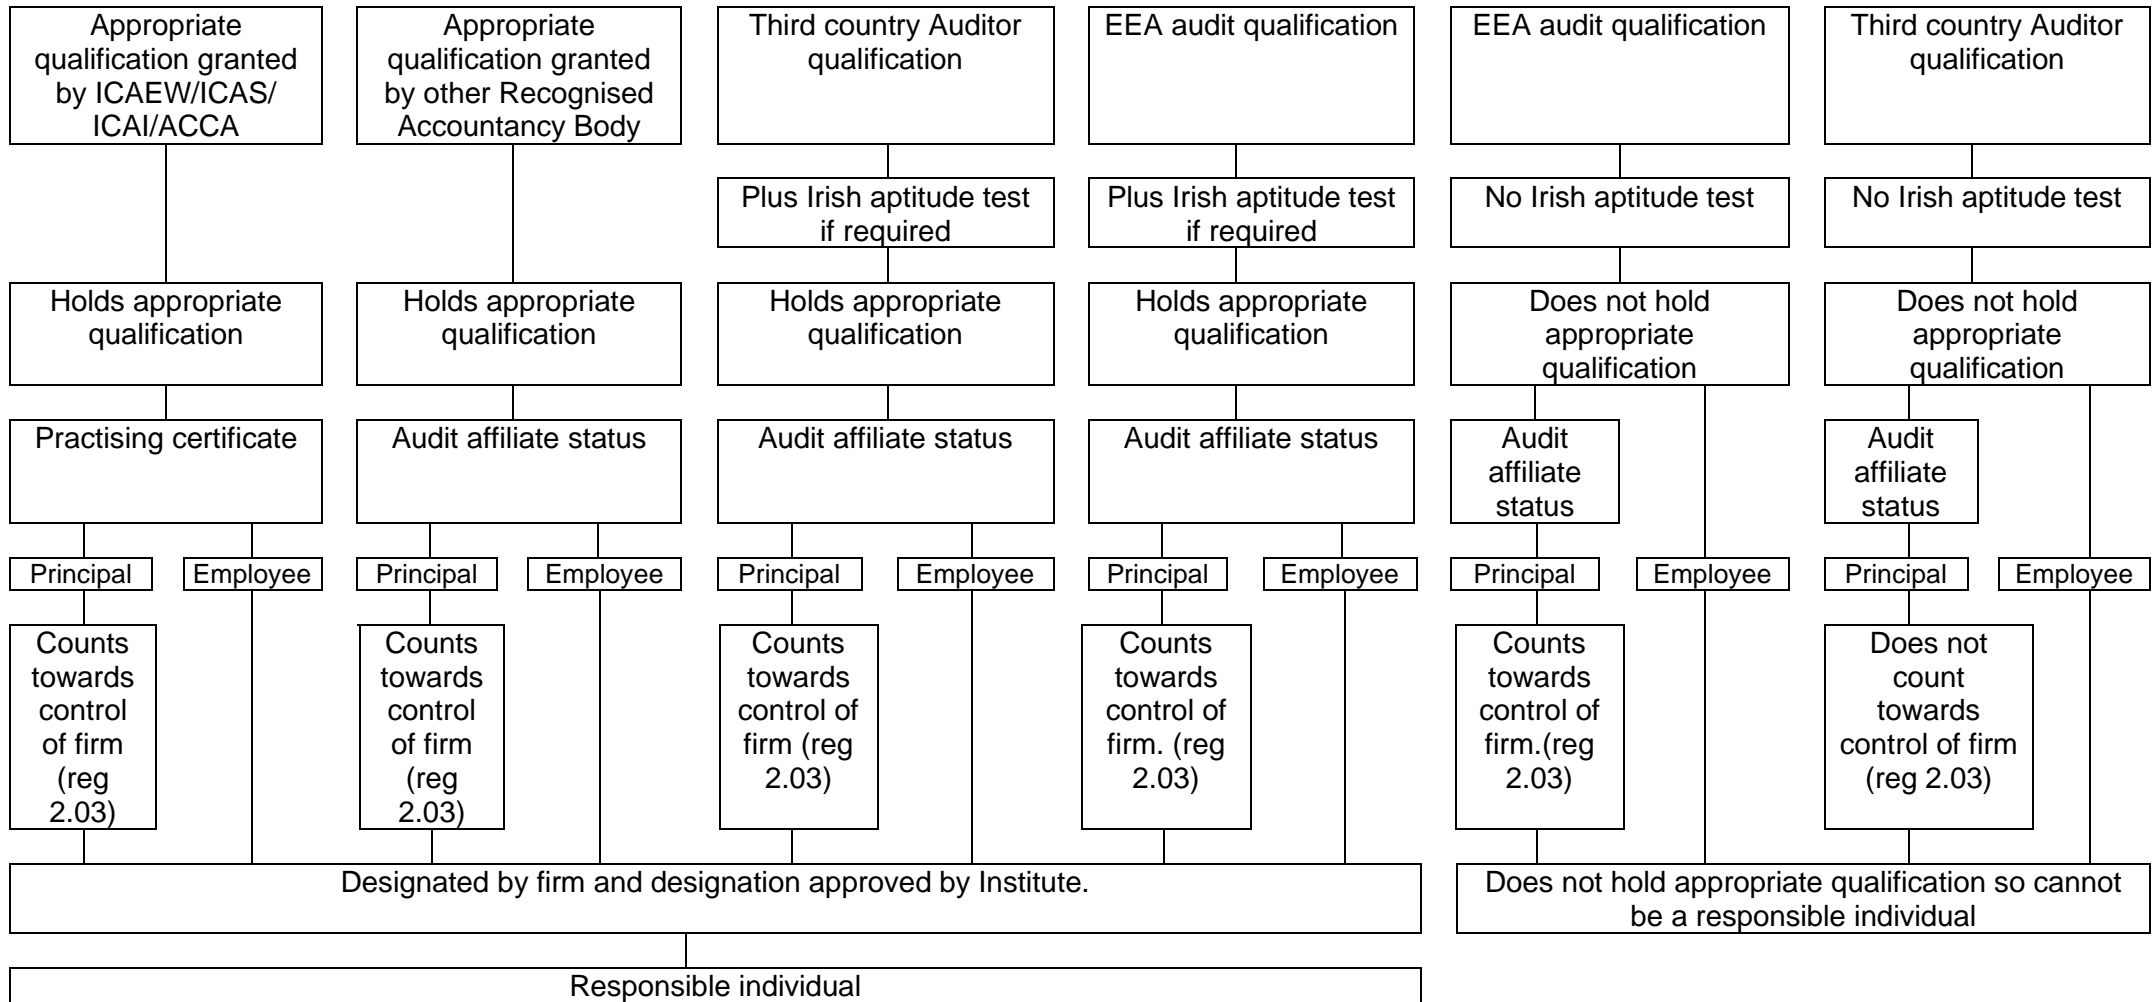 Appropriate
qualification granted
by ICAEW/ICAS/
ICAI/ACCA
Appropriate
qualification granted
by other Recognised
Accountancy Body
Third country Auditor
qualification
EEA audit qualification
EEA audit qualification
Third country Auditor
qualification
Plus Irish aptitude test
if required
Plus Irish aptitude test
if required
No Irish aptitude test
No Irish aptitude test
Holds appropriate
qualification
Holds appropriate
qualification
Holds appropriate
qualification
Holds appropriate
qualification
Does not hold
appropriate
qualification
Does not hold
appropriate
qualification
Practising certificate
Audit affiliate status
Audit affiliate status
Audit affiliate status
Audit
affiliate
status
Audit
affiliate
status
Principal
Employee
Principal
Employee
Principal
Employee
Principal
Employee
Principal
Employee
Principal
Employee
Counts
towards
control
of firm
(reg
2.03)
Counts
towards
control
of firm
(reg
2.03)
Counts
towards
control of
firm (reg
2.03)
Counts
towards
control of
firm. (reg
2.03)
Counts
towards
control of
firm.(reg
2.03)
Does not
count
towards
control of firm
(reg 2.03)
Designated by firm and designation approved by Institute.
Does not hold appropriate qualification so cannot
be a responsible individual
Responsible individual